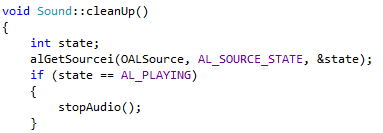 void Sound::cleanUp()
{
    int state;
    alGetSourcei(OALSource, AL_SOURCE_STATE, &state);
    if (state == AL_PLAYING)
    {
        stopAudio();
    }